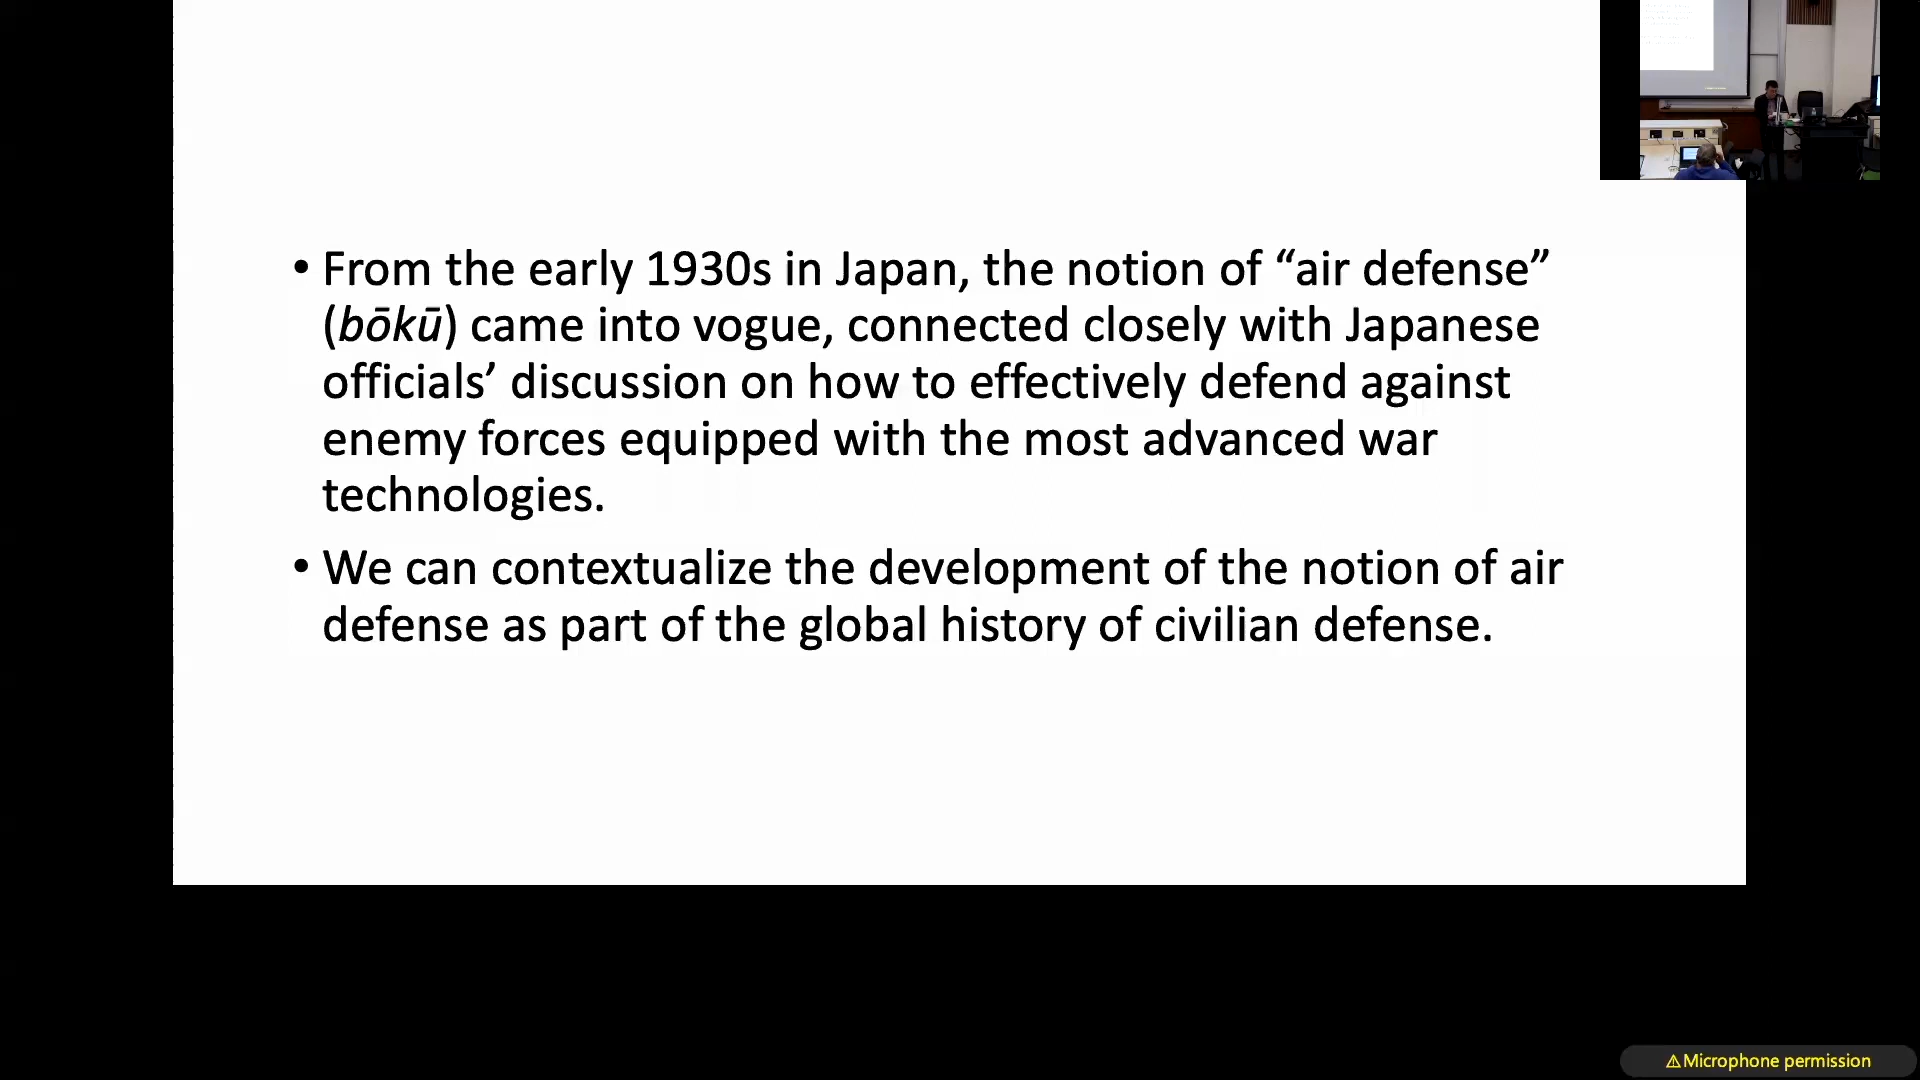 • From the early 1930s in Japan, the notion of “air defense”
(bōkū) came into vogue, connected closely with Japanese
officials’ discussion on how to effectively defend against
enemy forces equipped with the most advanced war
technologies.
• We can contextualize the development of the notion of air
defense as part of the global history of civilian defense.
⚠Microphone permission